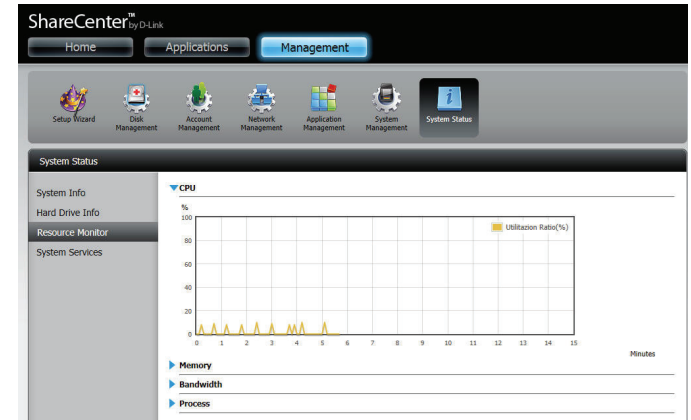 ShareCenter™ by D-Link
Home Applications Management
Setup Wizard Disk Management Account Management Network Management Application Management System Management System Status
System Status
System Info
Hard Drive Info
Resource Monitor
System Services
CPU
%
Utilitazion Ratio(%)
100
80
60
40
20
0
0 1 2 3 4 5 6 7 8 9 10 11 12 13 14 15
Minutes
Memory
Bandwidth
Process